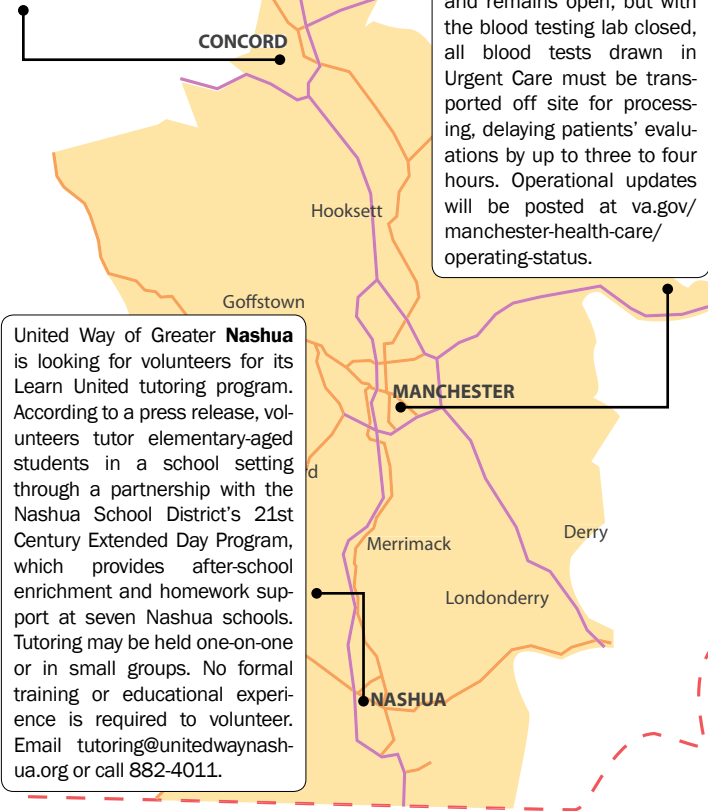 and remains open, but with
the blood testing lab closed,
all blood tests drawn in
Urgent Care must be trans-
ported off site for process-
ing, delaying patients' evalu-
ations by up to three to four
hours. Operational updates
will be posted at va.gov/
manchester-health-care/
operating-status.
CONCORD
Hooksett
Goffstown
MANCHESTER
Merrimack
Derry
Londonderry
NASHUA
United Way of Greater Nashua
is looking for volunteers for its
Learn United tutoring program.
According to a press release, vol-
unteers tutor elementary-aged
students in a school setting
through a partnership with the
Nashua School District's 21st
Century Extended Day Program,
which provides after-school
enrichment and homework sup-
port at seven Nashua schools.
Tutoring may be held one-on-one
or in small groups. No formal
training or educational experi-
ence is required to volunteer.
Email tutoring@unitedwaynash-
ua.org or call 882-4011.